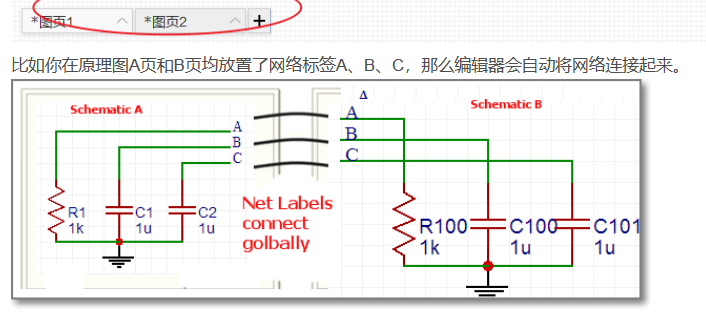 *图页1 *图页2 +
比如你在原理图A页和B页均放置了网络标签A、B、C，那么编辑器会自动将网络连接起来。
Schematic A
A
B
C
R1
1k
C1
1u
C2
1u
Net Labels
connect
golbally
Schematic B
A
A
B
C
R100
1k
C100
1u
C101
1u